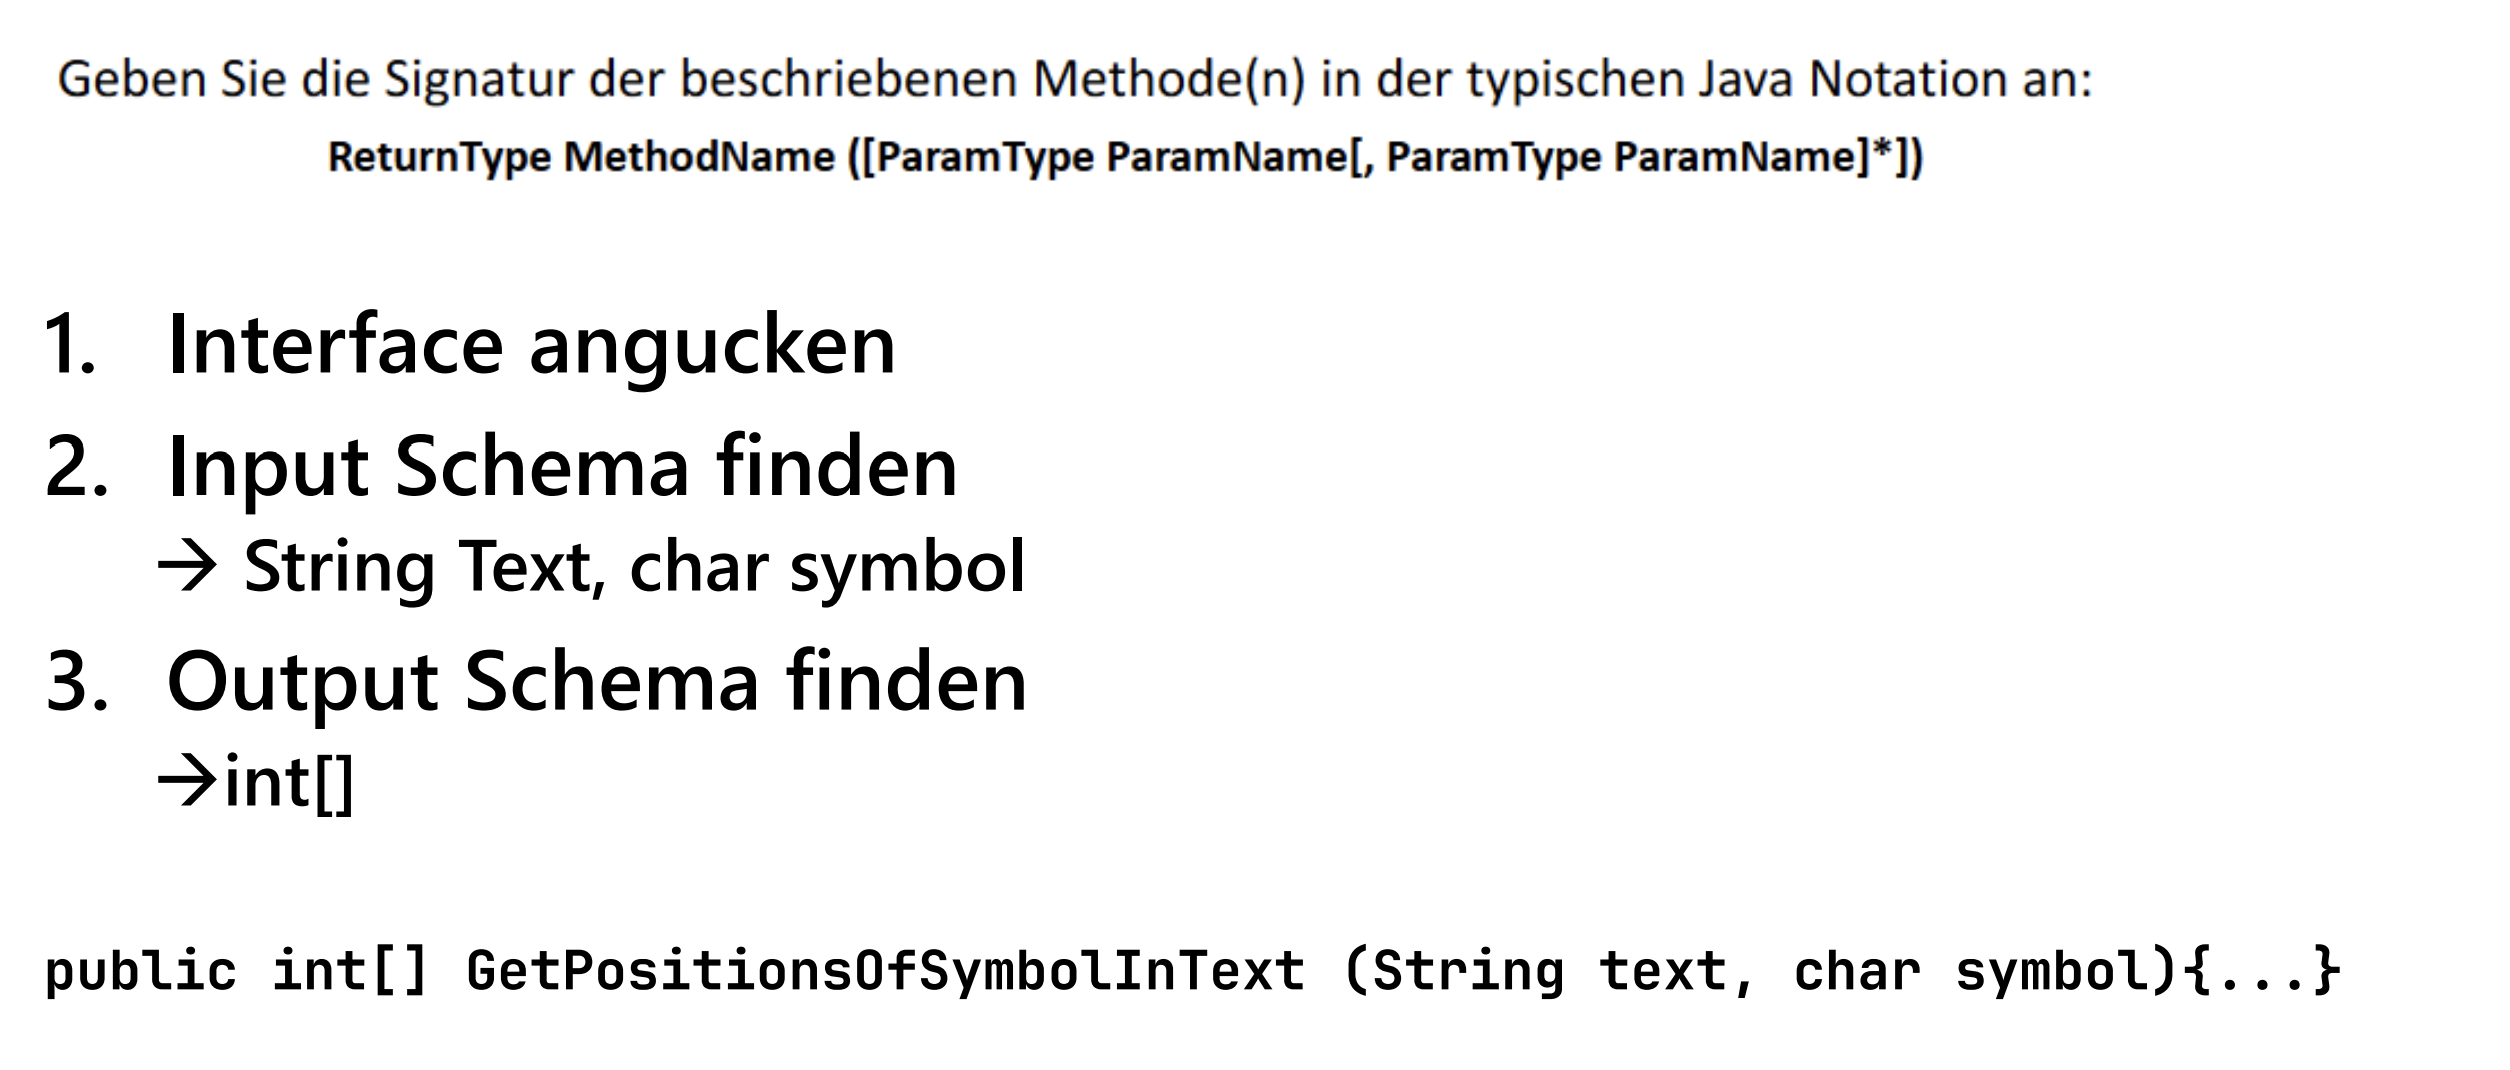 Geben Sie die Signatur der beschriebenen Methode(n) in der typischen Java Notation an:
ReturnType MethodName ([ParamType ParamName[, ParamType ParamName]*])
1. Interface angucken
2. Input Schema finden
→ String Text, char symbol
3. Output Schema finden
→int[]
public int[] GetPositionsOfSymbolInText (String text, char symbol){...}